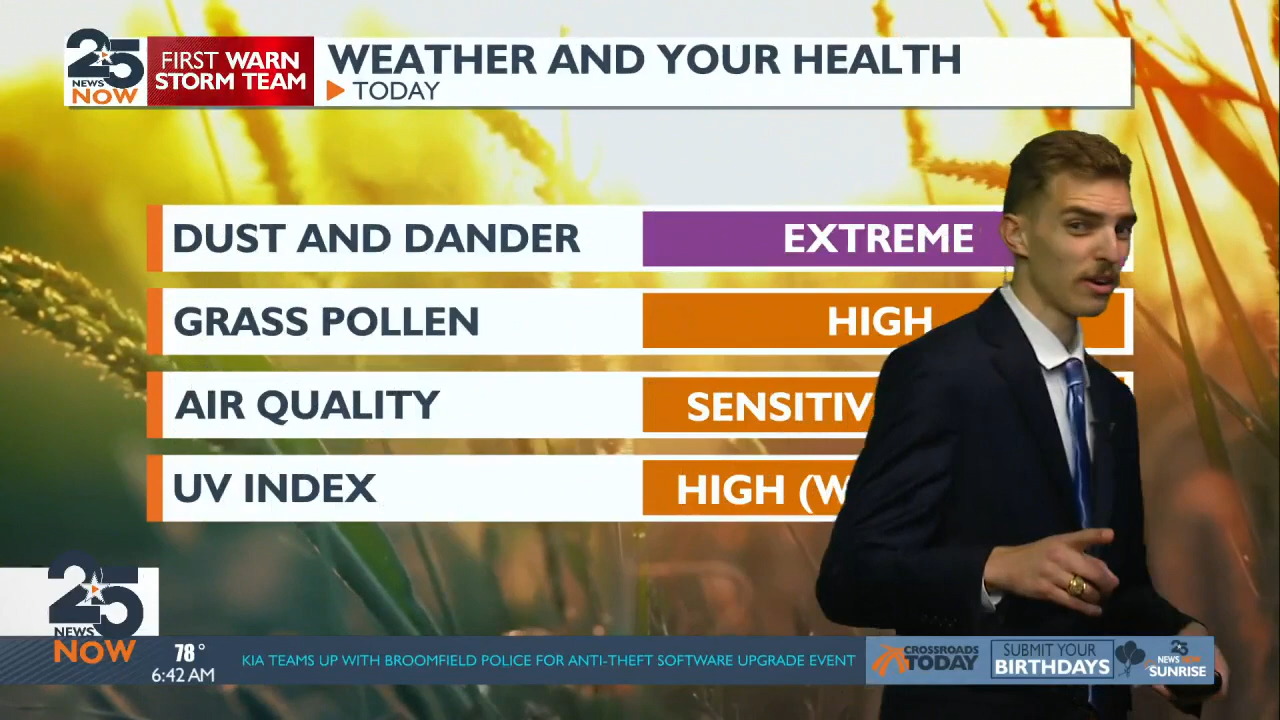 25
NEWS
NOW
FIRST WARN
STORM TEAM
WEATHER AND YOUR HEALTH
TODAY
DUST AND DANDER EXTREME
GRASS POLLEN HIGH
AIR QUALITY
UV INDEX HIGH
25
NEWS
NOW
78°
6:42 AM
KIA TEAMS UP WITH BROOMFIELD POLICE FOR ANTI-THEFT SOFTWARE UPGRADE EVENT
CROSSROADS
TODAY
SUBMIT YOUR
BIRTHDAYS
25
NEWS NOW
SUNRISE